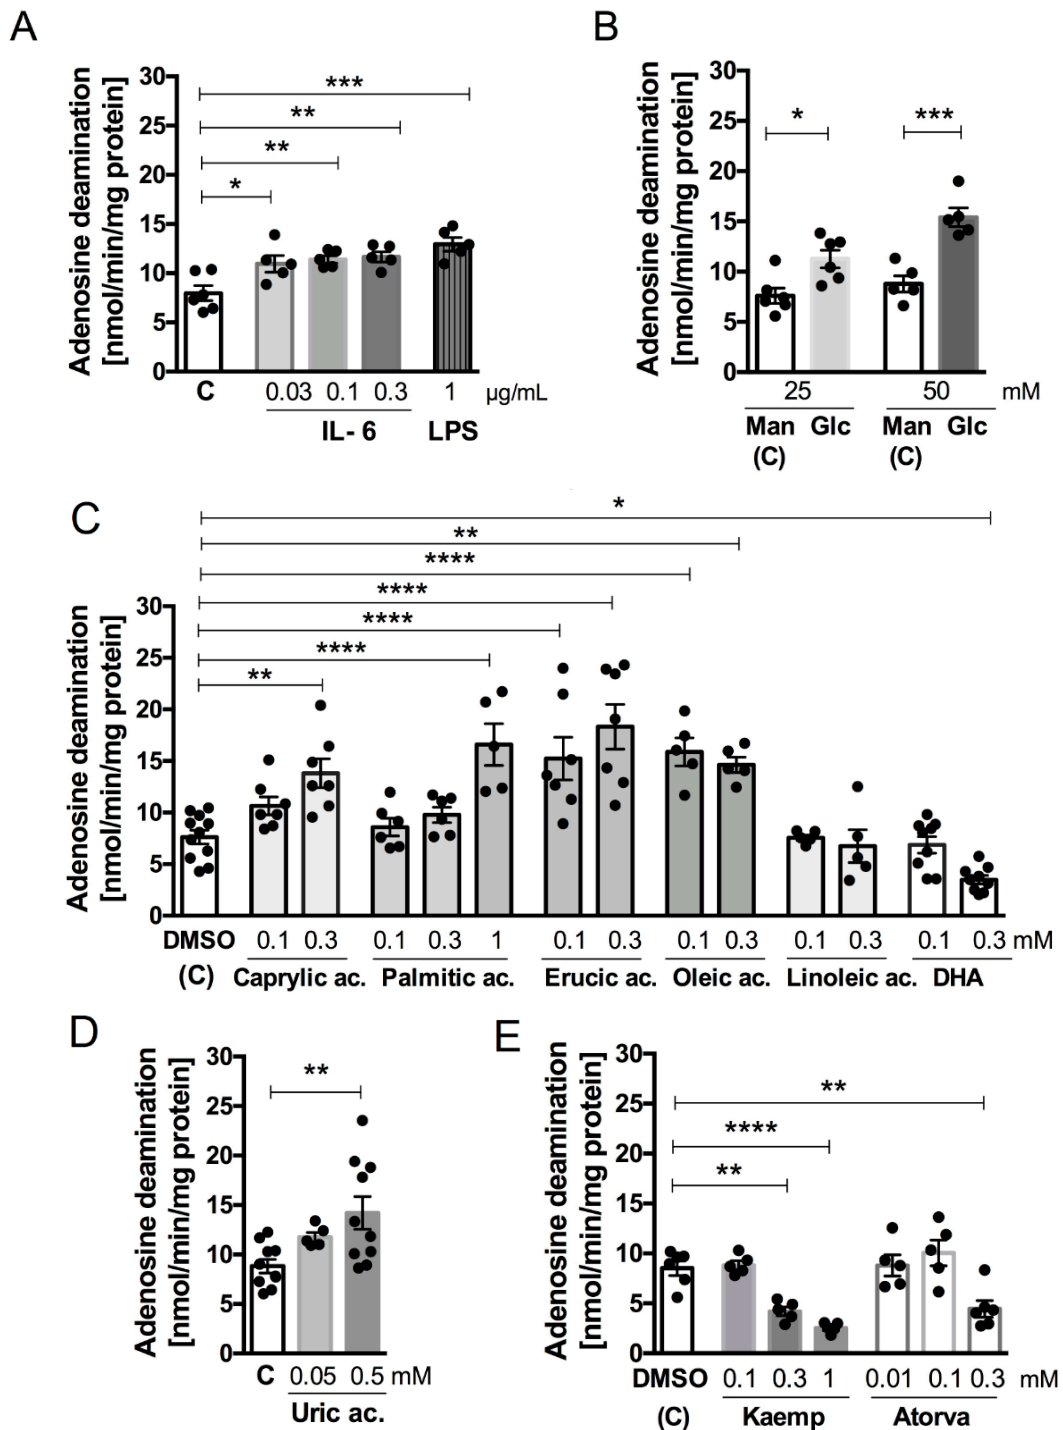 A
Adenosine deamination
[nmol/min/mg protein]
30
25
20
15
10
5
0
***
**
**
*
C 0.03 0.1 0.3 1 µg/mL
IL- 6 LPS
B
Adenosine deamination
[nmol/min/mg protein]
30
25
20
15
10
5
0
* ***
25 50 mM
Man Glc Man Glc
(C) (C)
C
Adenosine deamination
[nmol/min/mg protein]
30
25
20
15
10
5
0
*
**
****
****
****
****
**
DMSO 0.1 0.3 0.1 0.3 1 0.1 0.3 0.1 0.3 0.1 0.3 0.1 0.3 mM
(C) Caprylic ac. Palmitic ac. Erucic ac. Oleic ac. Linoleic ac. DHA
D
Adenosine deamination
[nmol/min/mg protein]
30
25
20
15
10
5
0
**
C 0.05 0.5 mM
Uric ac.
E
Adenosine deamination
[nmol/min/mg protein]
30
25
20
15
10
5
0
**
****
**
DMSO 0.1 0.3 1 0.01 0.1 0.3 mM
(C) Kaemp Atorva